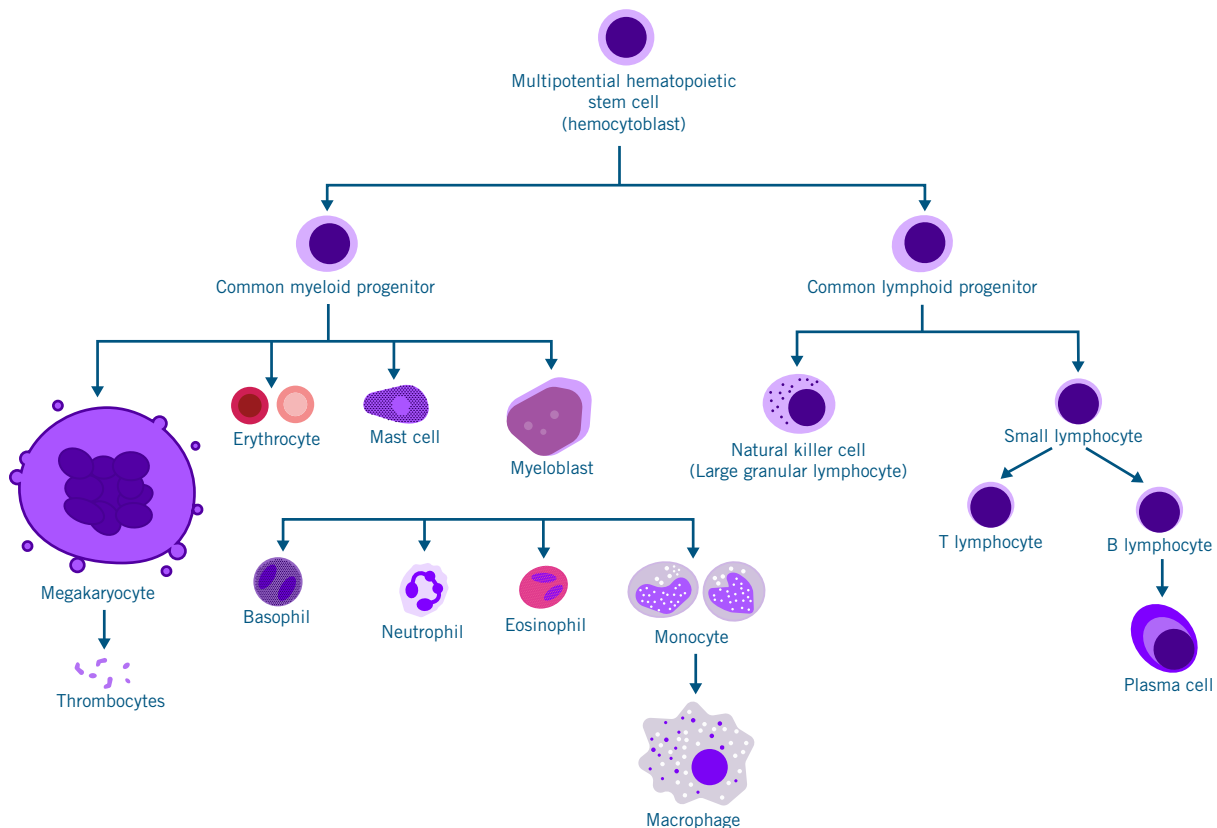 Multipotential hematopoietic
stem cell
(hemocytoblast)
Common myeloid progenitor
Common lymphoid progenitor
Erythrocyte
Mast cell
Myeloblast
Natural killer cell
(Large granular lymphocyte)
Small lymphocyte
T lymphocyte
B lymphocyte
Megakaryocyte
Basophil
Neutrophil
Eosinophil
Monocyte
Thrombocytes
Plasma cell
Macrophage